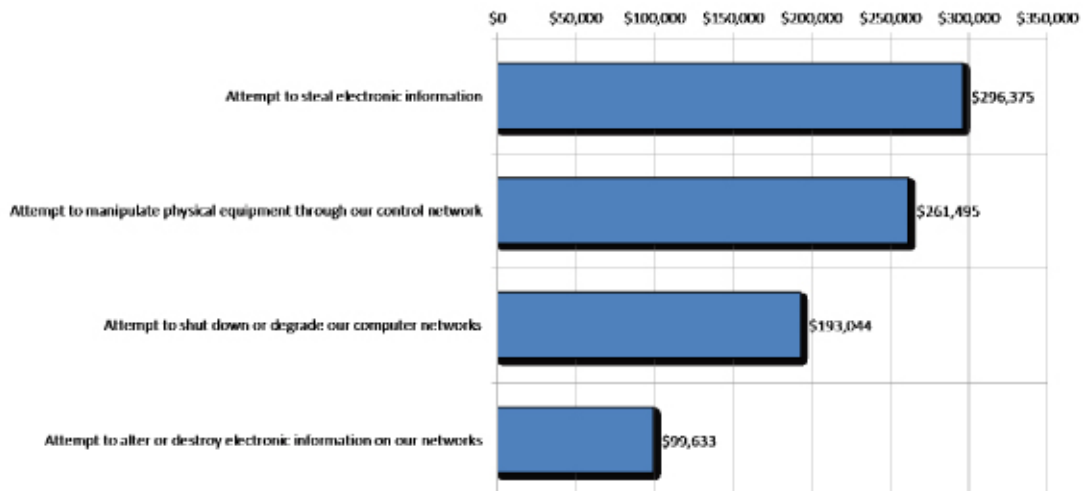 $0 $50,000 $100,000 $150,000 $200,000 $250,000 $300,000 $350,000
Attempt to steal electronic information $296,375
Attempt to manipulate physical equipment through our control network $261,495
Attempt to shut down or degrade our computer networks $193,044
Attempt to alter or destroy electronic information on our networks $99,633